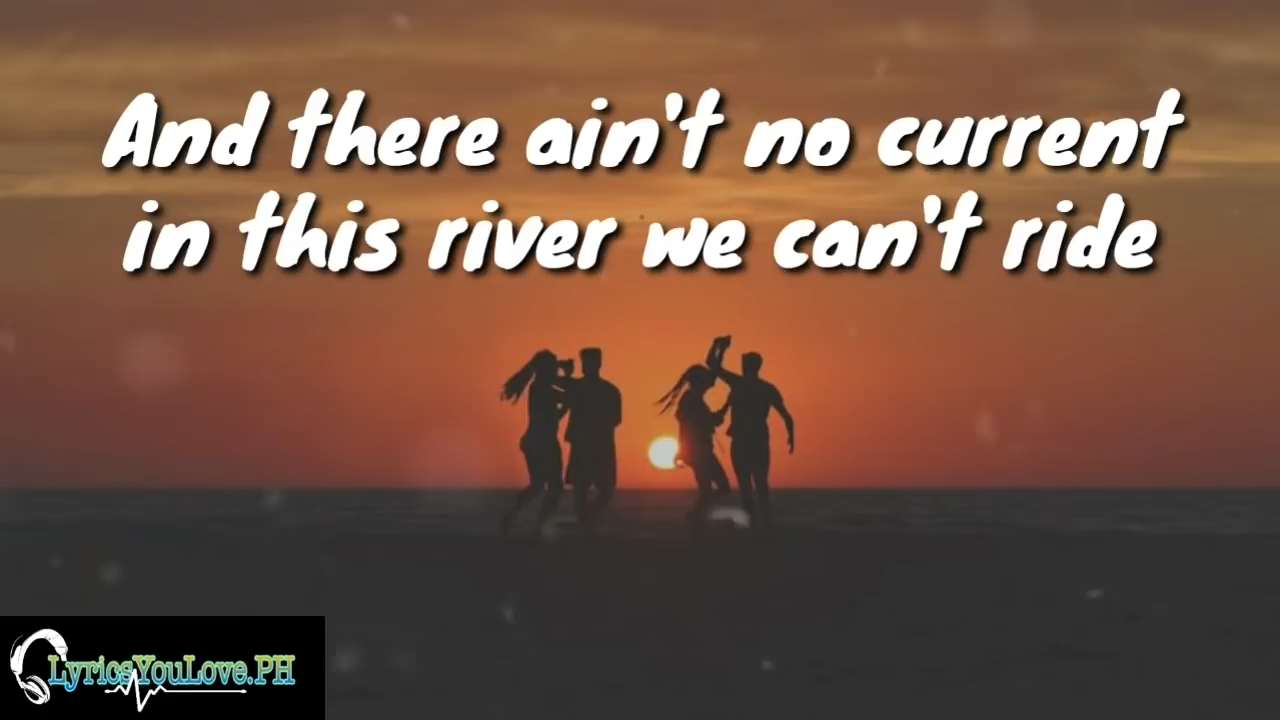 And there ain't no current
in this river we can't ride
LyricsYouLove.PH